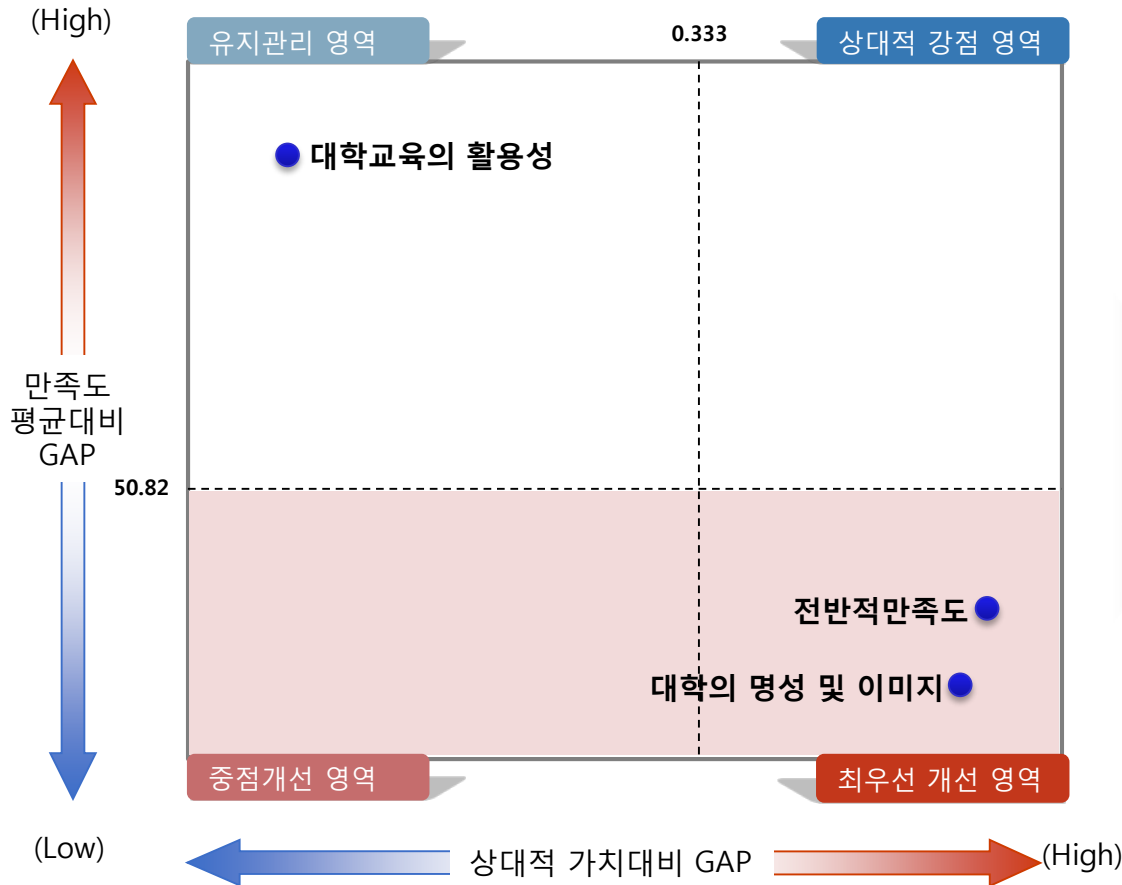 (High)
유지관리 영역
0.333
상대적 강점 영역
대학교육의 활용성
만족도
평균대비
GAP
50.82
전반적만족도
대학의 명성 및 이미지
중점개선 영역
최우선 개선 영역
(Low)
상대적 가치대비 GAP
(High)